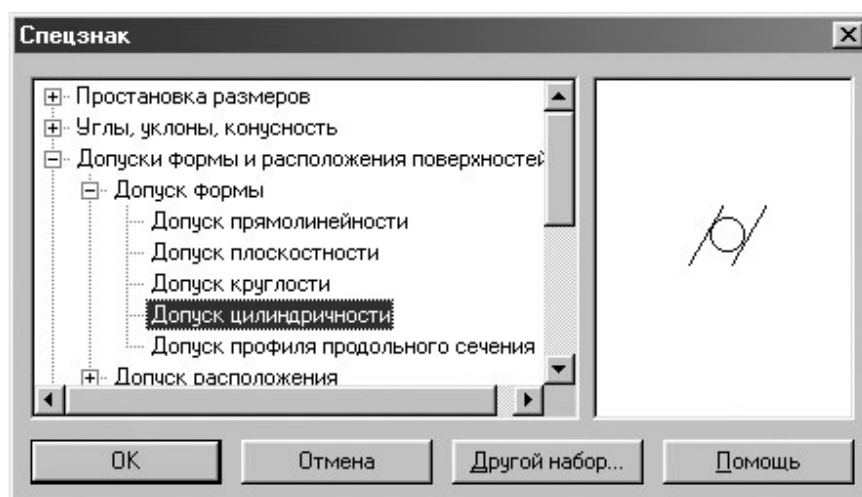 Спецзнак
Простановка размеров
Углы, уклоны, конусность
Допуски формы и расположения поверхностей
Допуск формы
Допуск прямолинейности
Допуск плоскостности
Допуск круглости
Допуск цилиндричности
Допуск профиля продольного сечения
Допуск расположения
OK Отмена Другой набор... Помощь